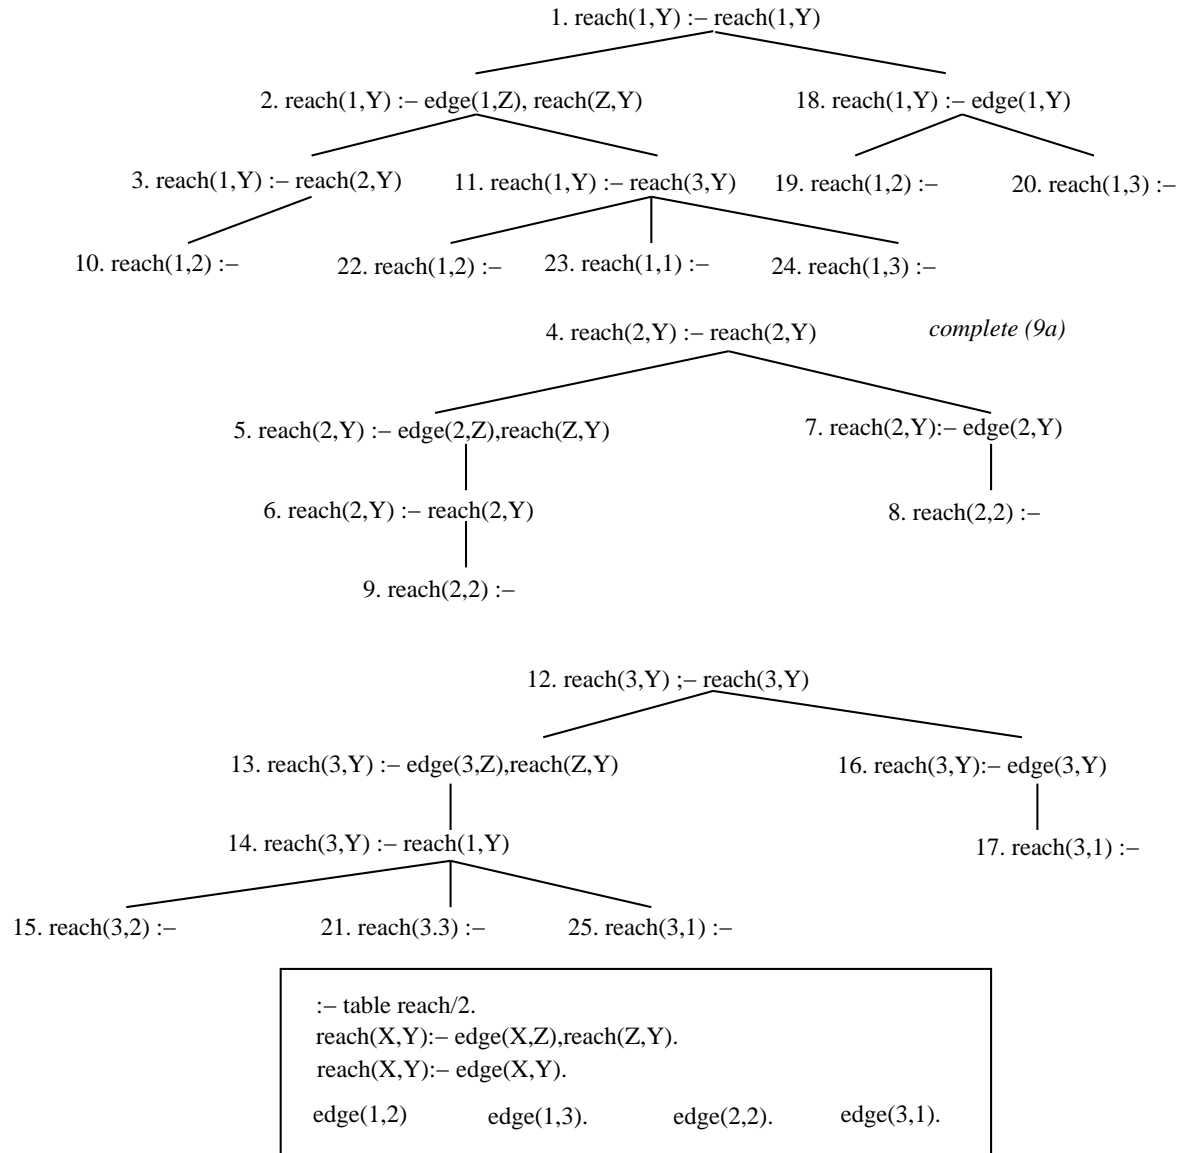 1. reach(1,Y) :– reach(1,Y)
2. reach(1,Y) :– edge(1,Z), reach(Z,Y)
18. reach(1,Y) :– edge(1,Y)
3. reach(1,Y) :– reach(2,Y)
11. reach(1,Y) :– reach(3,Y)
19. reach(1,2) :–
20. reach(1,3) :–
10. reach(1,2) :–
22. reach(1,2) :–
23. reach(1,1) :–
24. reach(1,3) :–
4. reach(2,Y) :– reach(2,Y)
complete (9a)
5. reach(2,Y) :– edge(2,Z),reach(Z,Y)
7. reach(2,Y):– edge(2,Y)
6. reach(2,Y) :– reach(2,Y)
8. reach(2,2) :–
9. reach(2,2) :–
12. reach(3,Y) ;– reach(3,Y)
13. reach(3,Y) :– edge(3,Z),reach(Z,Y)
16. reach(3,Y):– edge(3,Y)
14. reach(3,Y) :– reach(1,Y)
17. reach(3,1) :–
15. reach(3,2) :–
21. reach(3.3) :–
25. reach(3,1) :–
:– table reach/2.
reach(X,Y):– edge(X,Z),reach(Z,Y).
reach(X,Y):– edge(X,Y).
edge(1,2)
edge(1,3).
edge(2,2).
edge(3,1).